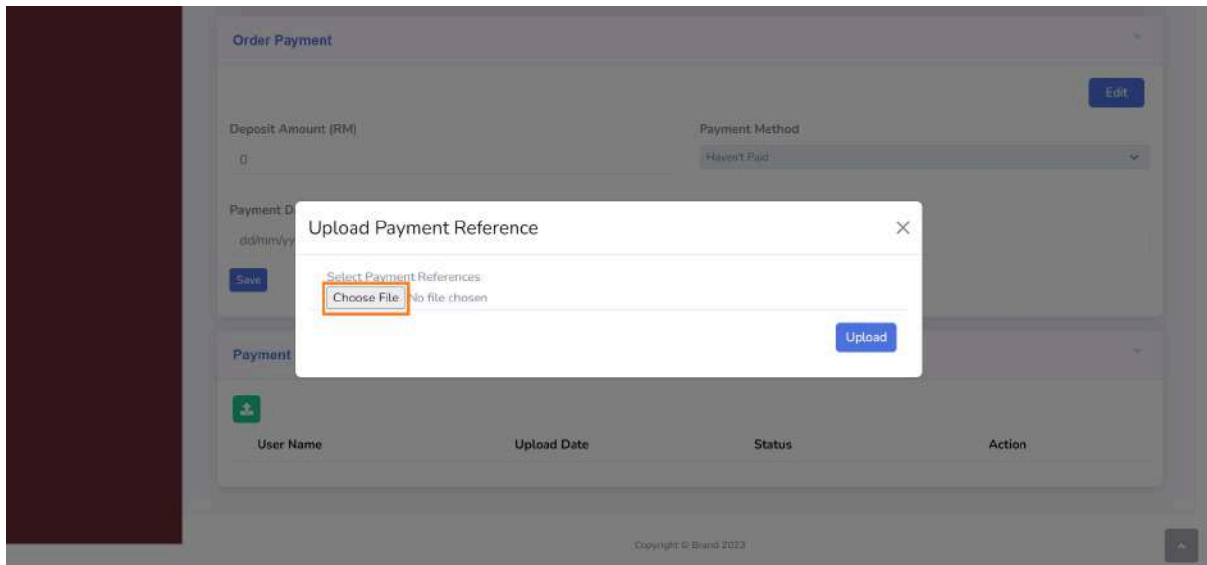 Order Payment
Edit
Deposit Amount (RM)
Payment Method
0
Haven't Paid
Payment D
dd/mm/yy
Save
Upload Payment Reference
Select Payment References
Choose File No file chosen
Upload
Payment
User Name Upload Date Status Action
Copyright © Brand 2023